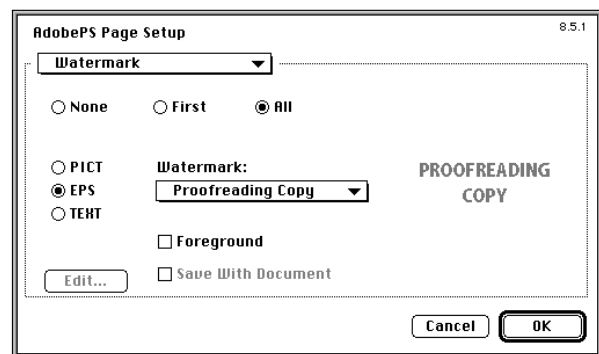 AdobePS Page Setup
8.5.1
Watermark
None
First
All
PICT
EPS
TEXT
Watermark:
Proofreading Copy
PROOFREADING
COPY
Foreground
Save With Document
Edit...
Cancel
OK